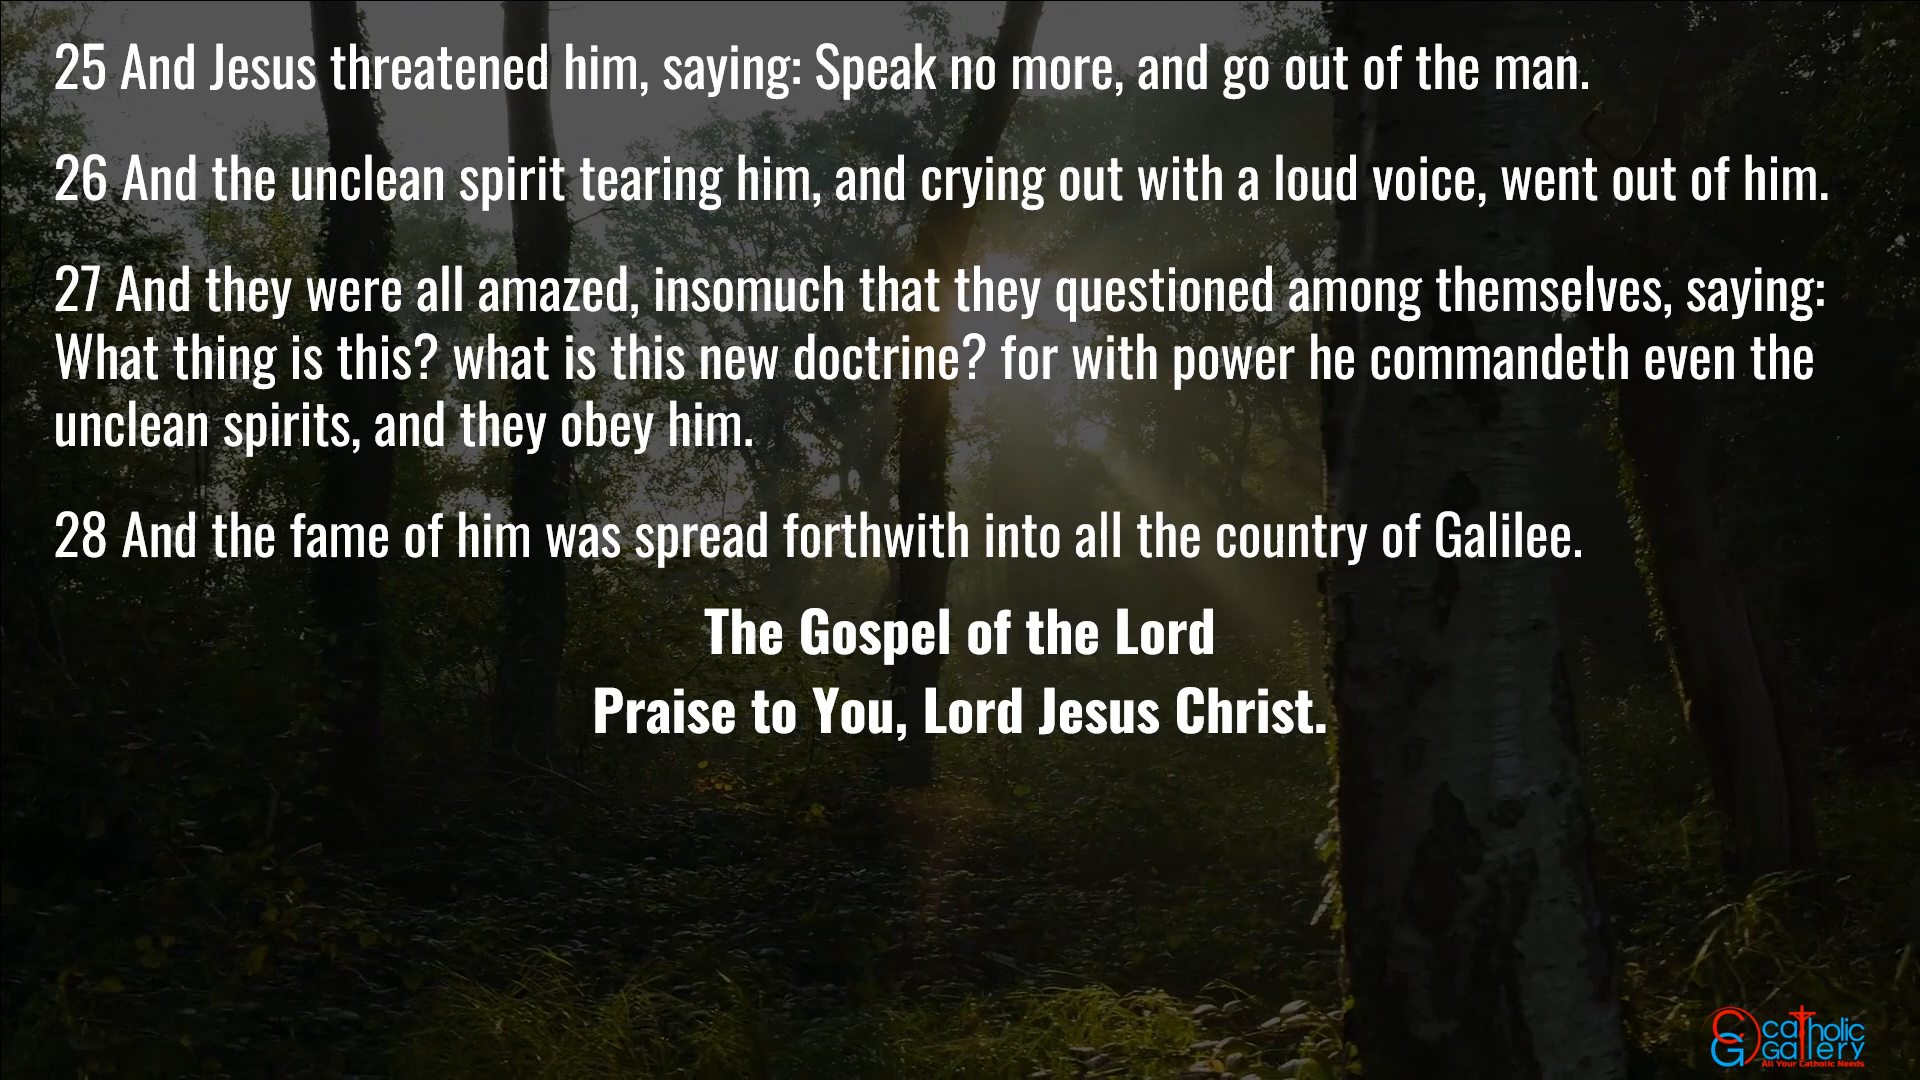 25 And Jesus threatened him, saying: Speak no more, and go out of the man.
26 And the unclean spirit tearing him, and crying out with a loud voice, went out of him.
27 And they were all amazed, insomuch that they questioned among themselves, saying:
What thing is this? what is this new doctrine? for with power he commandeth even the
unclean spirits, and they obey him.
28 And the fame of him was spread forthwith into all the country of Galilee.
The Gospel of the Lord
Praise to You, Lord Jesus Christ.
CG catholic
Gallery
All Your Catholic Needs